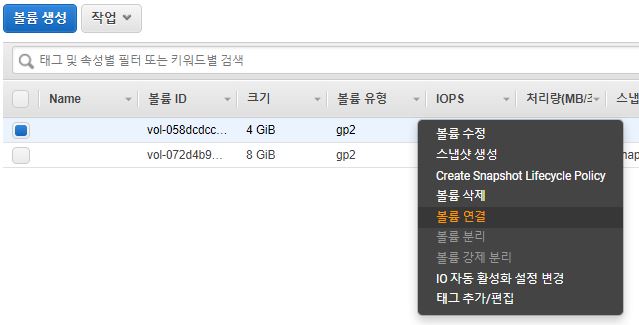 볼륨 생성 작업
태그 및 속성별 필터 또는 키워드별 검색
Name 볼륨 ID 크기 볼륨 유형 IOPS 처리량(MB/초 스냅
vol-058dcdcc... 4 GiB gp2
vol-072d4b9... 8 GiB gp2
볼륨 수정
스냅샷 생성
Create Snapshot Lifecycle Policy
볼륨 삭제
볼륨 연결
볼륨 분리
볼륨 강제 분리
IO 자동 활성화 설정 변경
태그 추가/편집